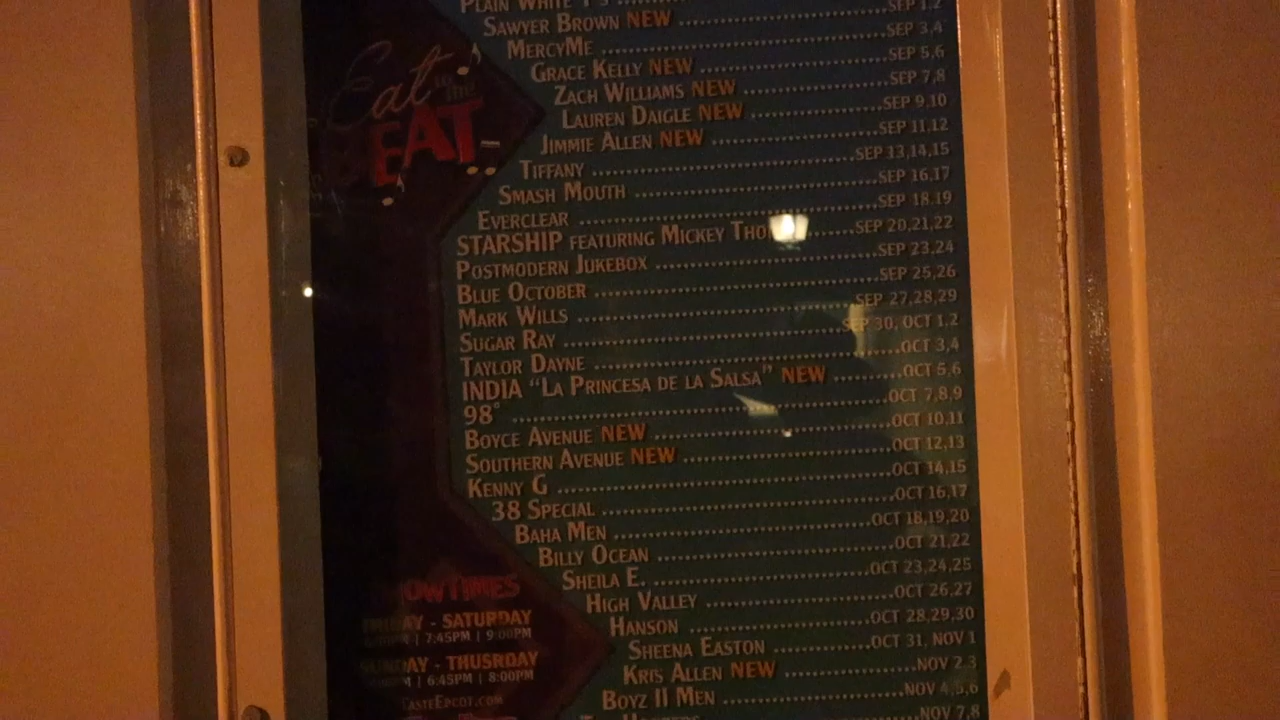 Eat to the BEAT
PLAIN WHITE T'S
SAWYER BROWN NEW ........ SEP 1,2
MERCYME ........ SEP 3,4
GRACE KELLY NEW ........ SEP 5,6
ZACH WILLIAMS NEW ........ SEP 7,8
LAUREN DAIGLE NEW ........ SEP 9,10
JIMMIE ALLEN NEW ........ SEP 11,12
TIFFANY ........ SEP 13,14,15
SMASH MOUTH ........ SEP 16,17
EVERCLEAR ........ SEP 18,19
STARSHIP FEATURING MICKEY ........ SEP 20,21,22
POSTMODERN JUKEBOX ........ SEP 23,24
BLUE OCTOBER ........ SEP 25,26
MARK WILLS ........ SEP 27,28,29
SUGAR RAY ........ SEP 30, OCT 1,2
TAYLOR DAYNE ........ OCT 3,4
INDIA "LA PRINCESA DE LA SALSA" NEW ........ OCT 5,6
98° ........ OCT 7,8,9
BOYCE AVENUE NEW ........ OCT 10,11
SOUTHERN AVENUE NEW ........ OCT 12,13
KENNY G ........ OCT 14,15
38 SPECIAL ........ OCT 16,17
BAHA MEN ........ OCT 18,19,20
BILLY OCEAN ........ OCT 21,22
SHEILA E. ........ OCT 23,24,25
HIGH VALLEY ........ OCT 26,27
HANSON ........ OCT 28,29,30
SHEENA EASTON ........ OCT 31, NOV 1
KRIS ALLEN NEW ........ NOV 2,3
BOYZ II MEN ........ NOV 4,5,6
NOV 7,8
SHOWTIMES
FRIDAY - SATURDAY
| 7:45PM | 9:00PM
SUNDAY - THUSRDAY
| 6:45PM | 8:00PM
TASTEEPCOT.COM